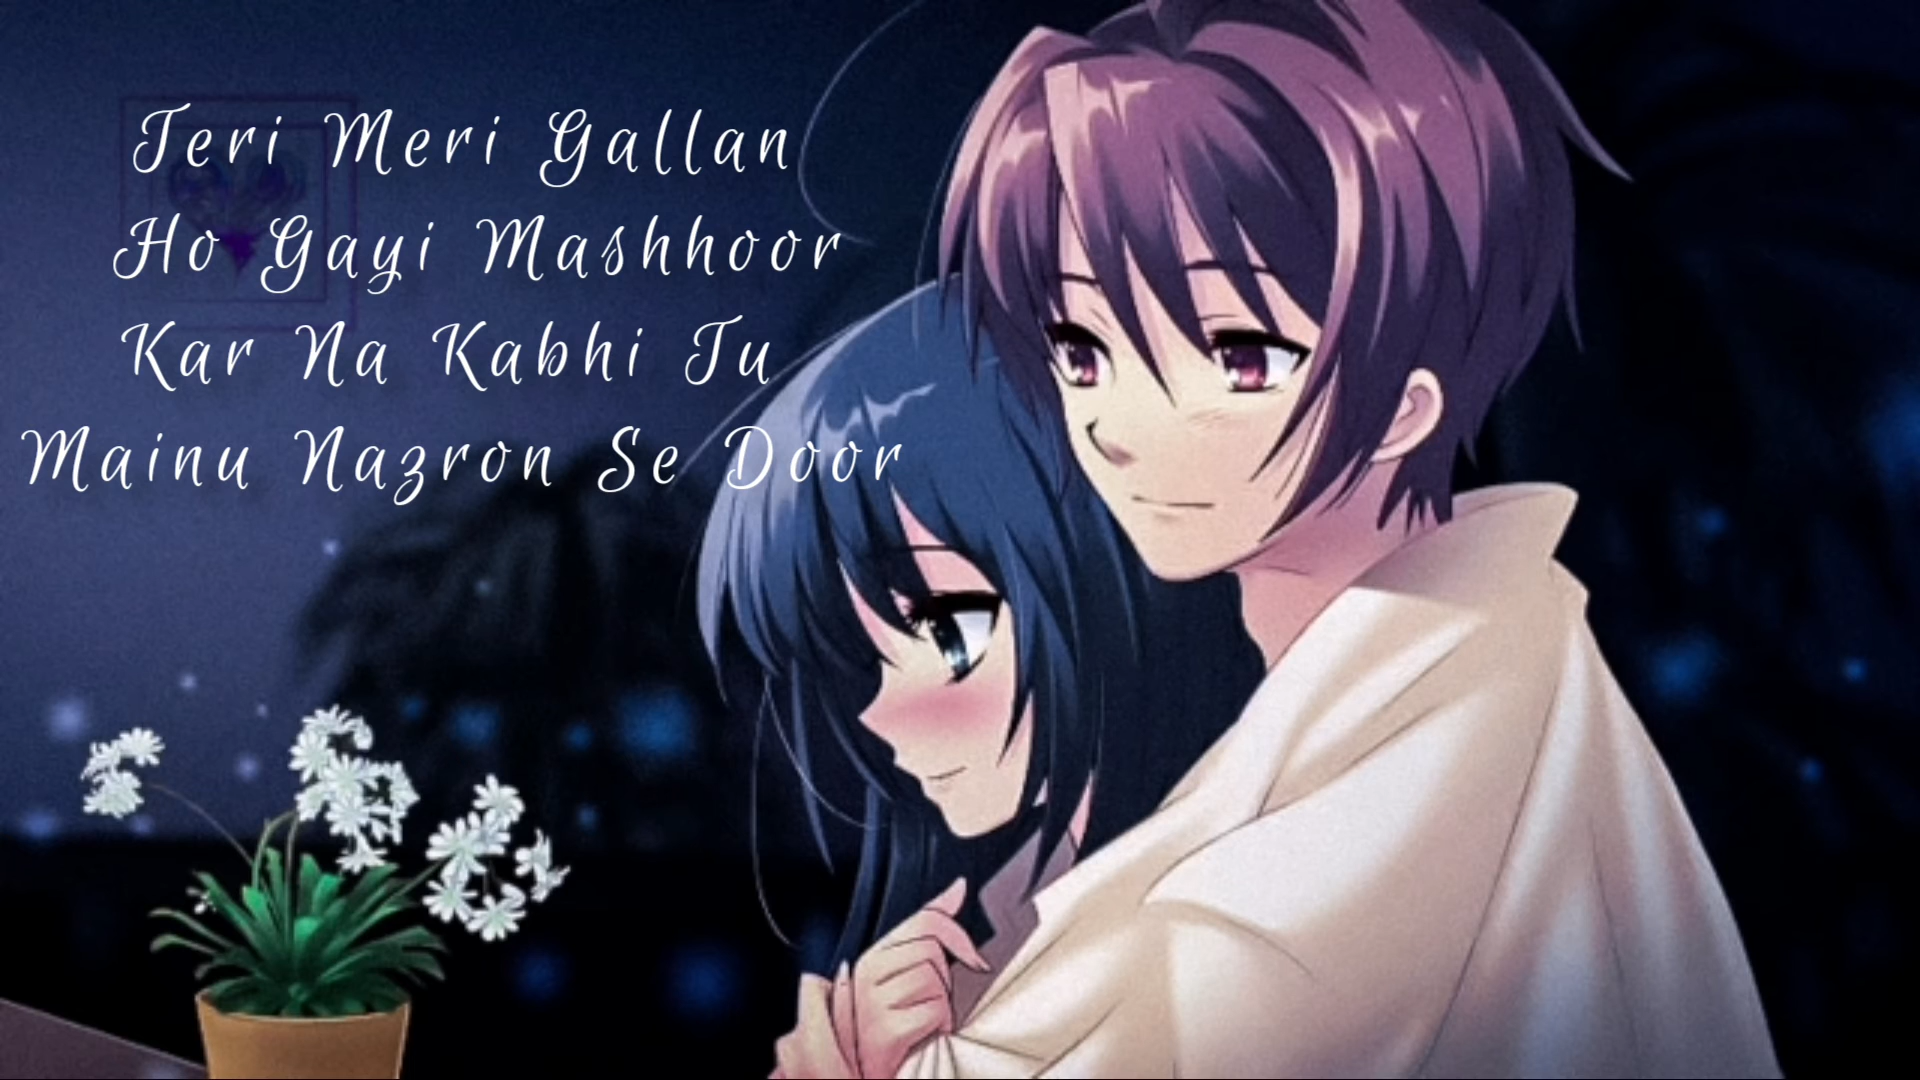 Teri Meri Gallan
Ho Gayi Mashhoor
Kar Na Kabhi Tu
Mainu Nazron Se Door